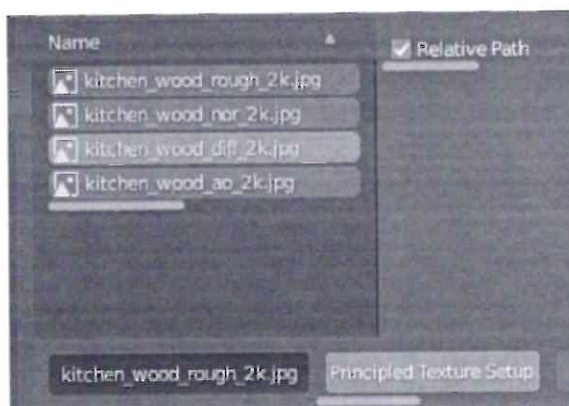 Name
Relative Path
kitchen_wood_rough_2k.jpg
kitchen_wood_nor_2k.jpg
kitchen_wood_diff_2k.jpg
kitchen_wood_ao_2k.jpg
kitchen_wood_rough_2k.jpg
Principled Texture Setup